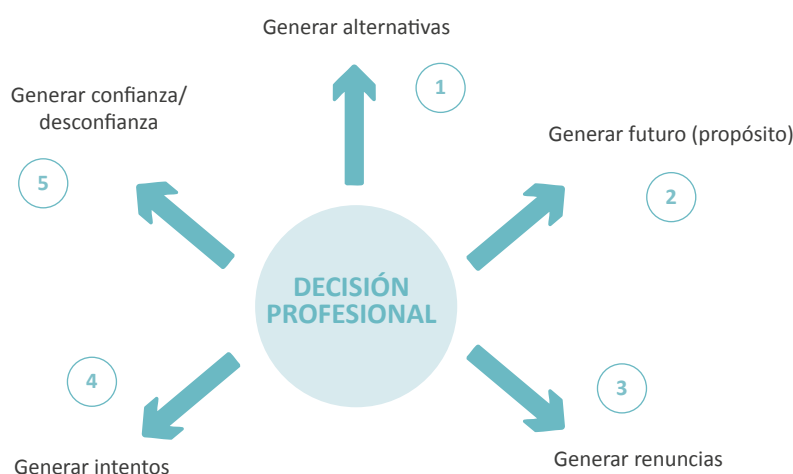 Generar alternativas
1
Generar futuro (propósito)
2
3
Generar renuncias
4
Generar intentos
Generar confianza/
desconfianza
5
DECISIÓN
PROFESIONAL